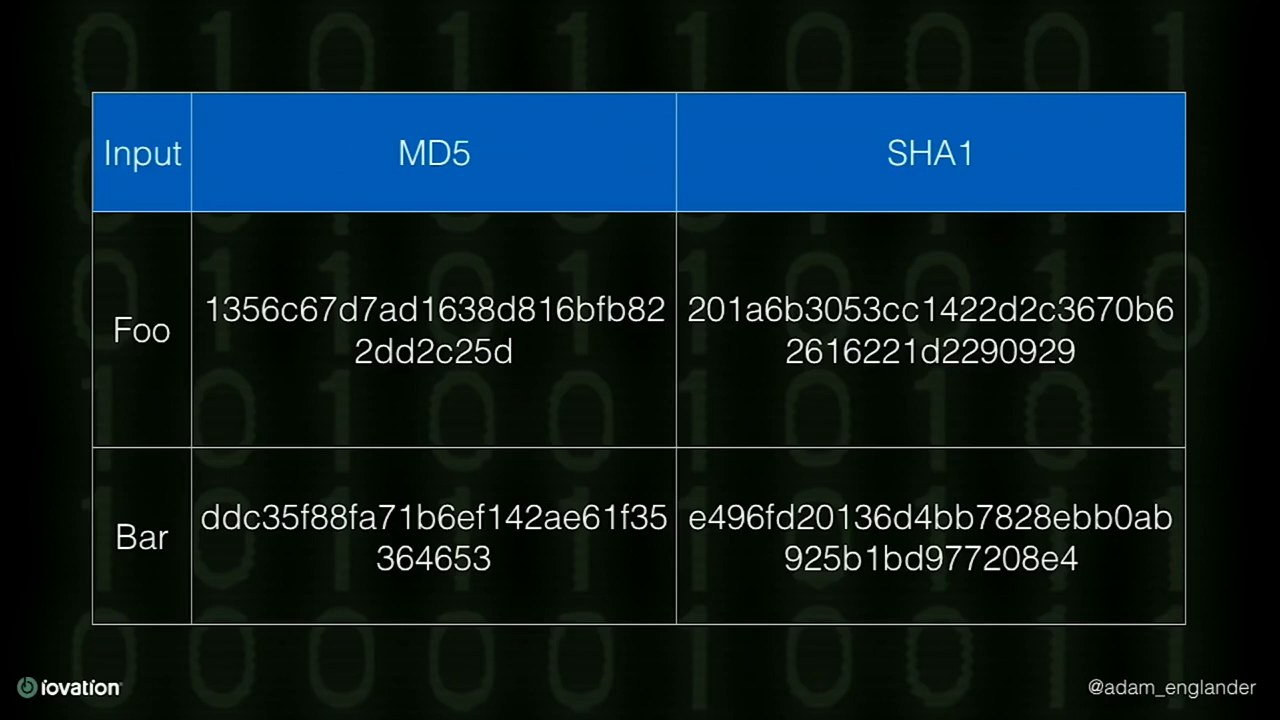 Input
MD5
SHA1
Foo
1356c67d7ad1638d816bfb82
2dd2c25d
201a6b3053cc1422d2c3670b6
2616221d2290929
Bar
ddc35f88fa71b6ef142ae61f35
364653
e496fd20136d4bb7828ebb0ab
925b1bd977208e4
iovation
@adam_englander